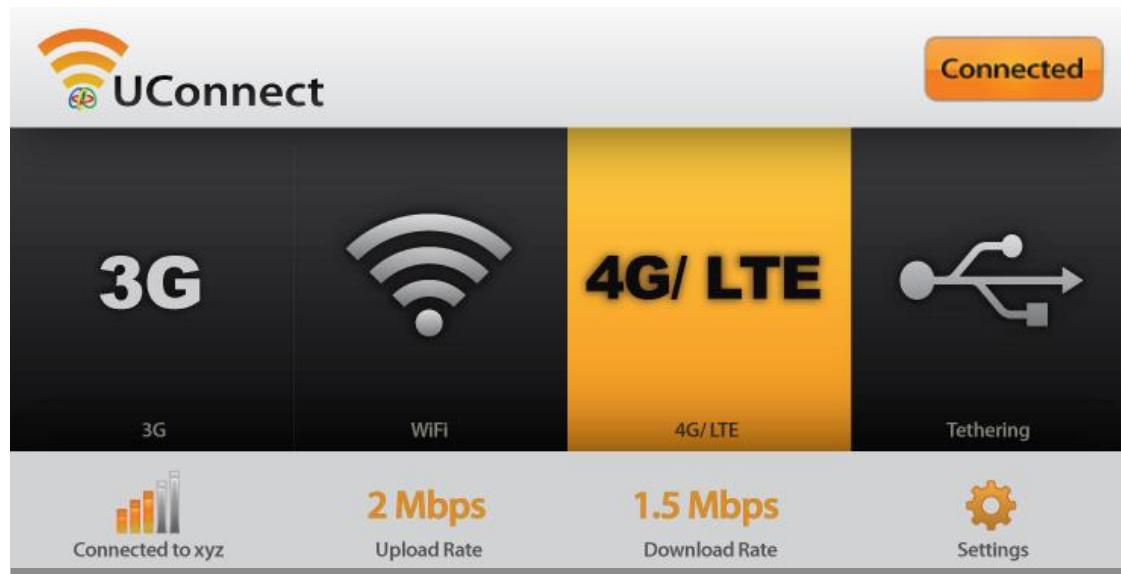 UConnect
Connected
3G
4G/ LTE
3G
WiFi
4G/LTE
Tethering
2 Mbps
1.5 Mbps
Connected to xyz
Upload Rate
Download Rate
Settings